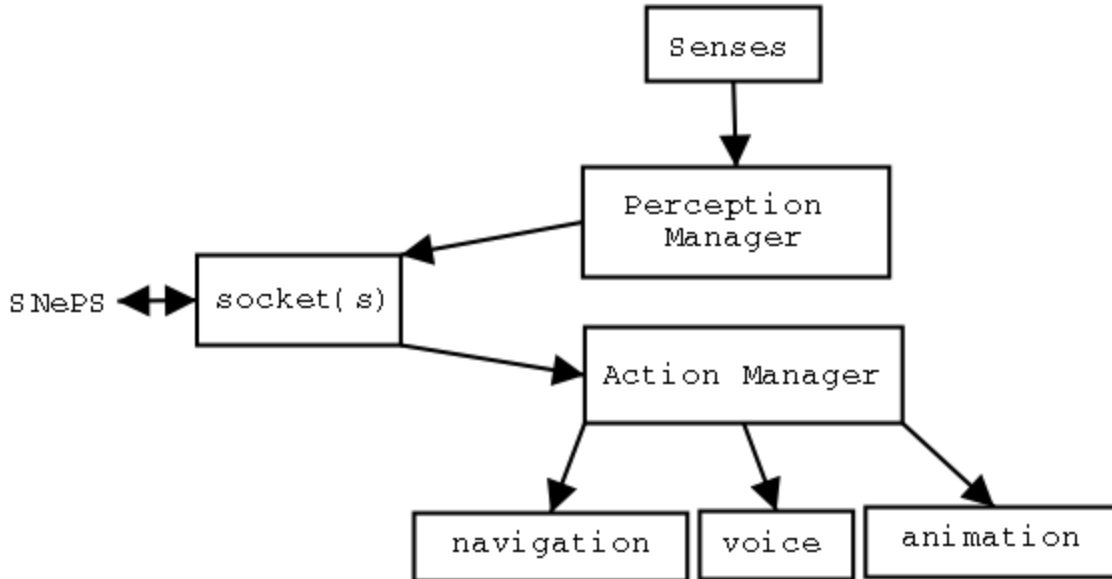 Senses
Perception
Manager
SNePS
socket(s)
Action Manager
navigation
voice
animation